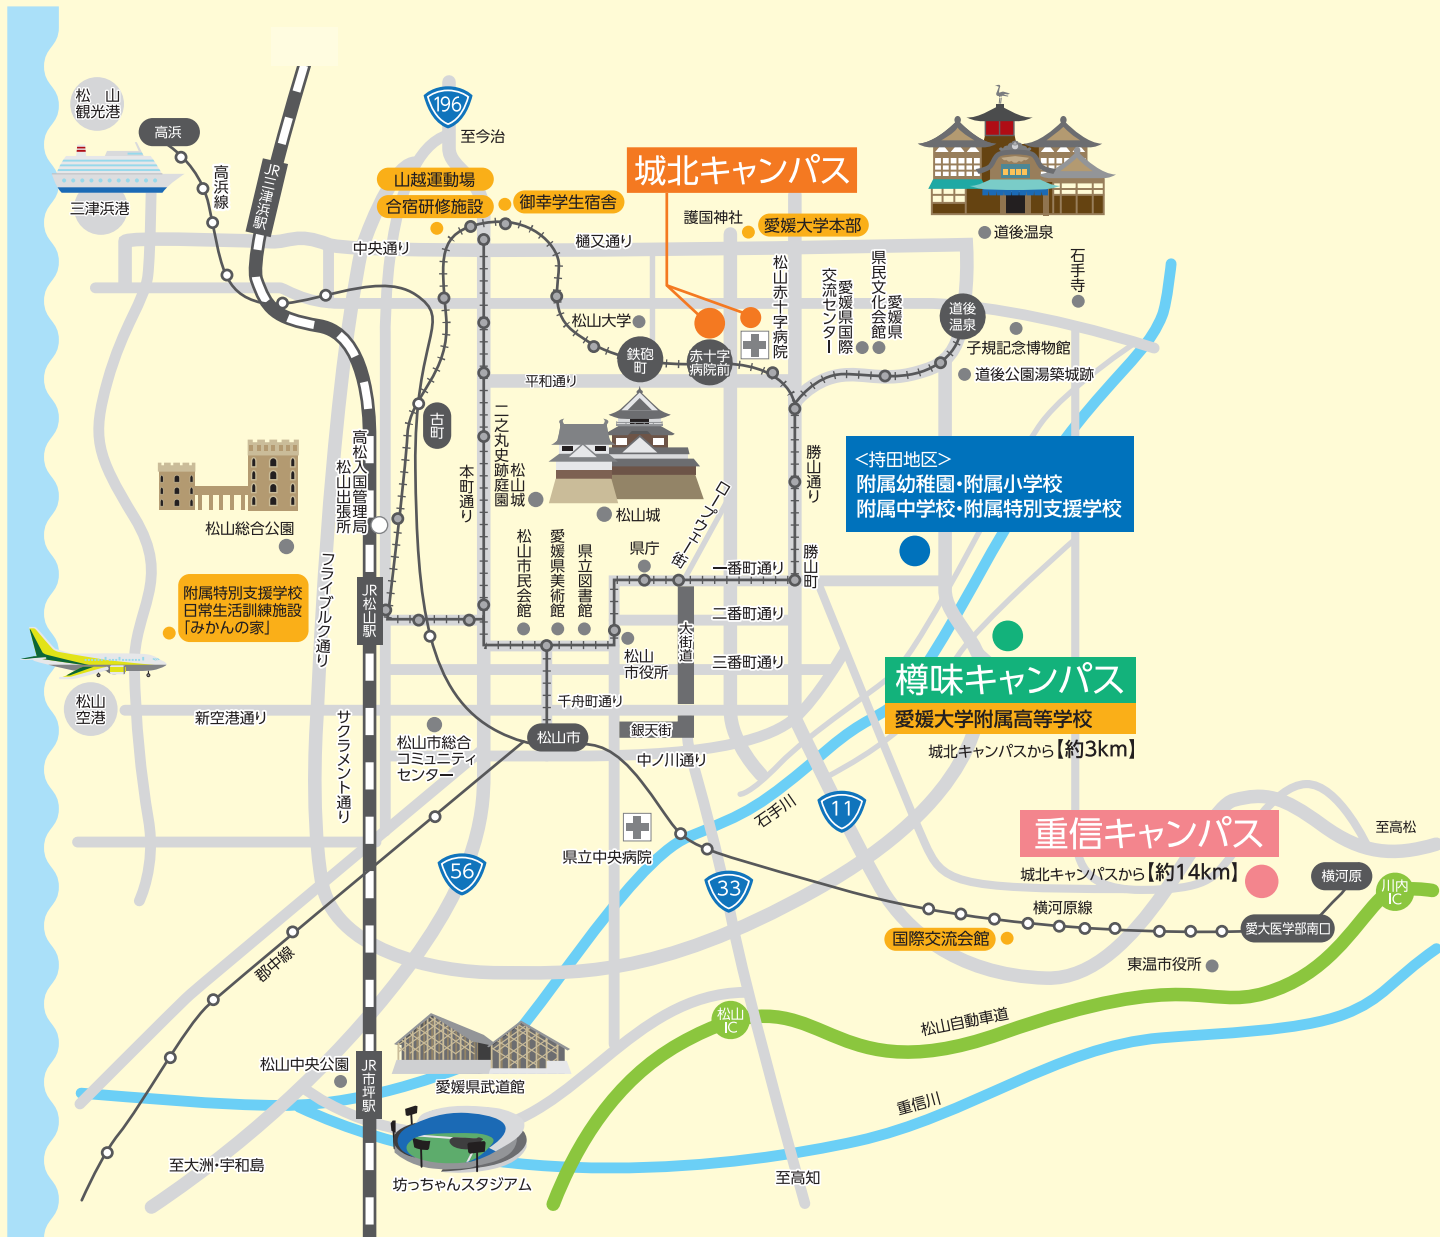 松　山
観光港
高浜
高浜線
三津浜港
JR三津浜駅
196
至今治
山越運動場
合宿研修施設
御幸学生宿舎
中央通り
樋又通り
城北キャンパス
護国神社
愛媛大学本部
道後温泉
石手寺
松山赤十字病院
交流センター
愛媛県国際
県民文化会館
愛媛県
道後
温泉
子規記念博物館
道後公園湯築城跡
松山大学
鉄砲
町
赤十字
病院前
平和通り
古町
高松入国管理局
松山出張所
本町通り
二之丸史跡庭園
松山城
松山城
ロープウェー街
勝山通り
勝山町
<持田地区>
附属幼稚園・附属小学校
附属中学校・附属特別支援学校
松山総合公園
附属特別支援学校
日常生活訓練施設
「みかんの家」
フライブルク通り
JR松山駅
松山市民会館
愛媛県美術館
県立図書館
県庁
一番町通り
二番町通り
三番町通り
大街道
松山
市役所
千舟町通り
銀天街
松山市
中ノ川通り
樽味キャンパス
愛媛大学附属高等学校
城北キャンパスから【約3km】
松山
空港
新空港通り
サクラメント通り
松山市総合
コミュニティ
センター
石手川
11
重信キャンパス
城北キャンパスから【約14km】
至高松
56
県立中央病院
33
横河原線
横河原
川内
IC
愛大医学部南口
国際交流会館
東温市役所
郡中線
松山
IC
松山自動車道
松山中央公園
JR市坪駅
愛媛県武道館
重信川
至大洲・宇和島
坊っちゃんスタジアム
至高知